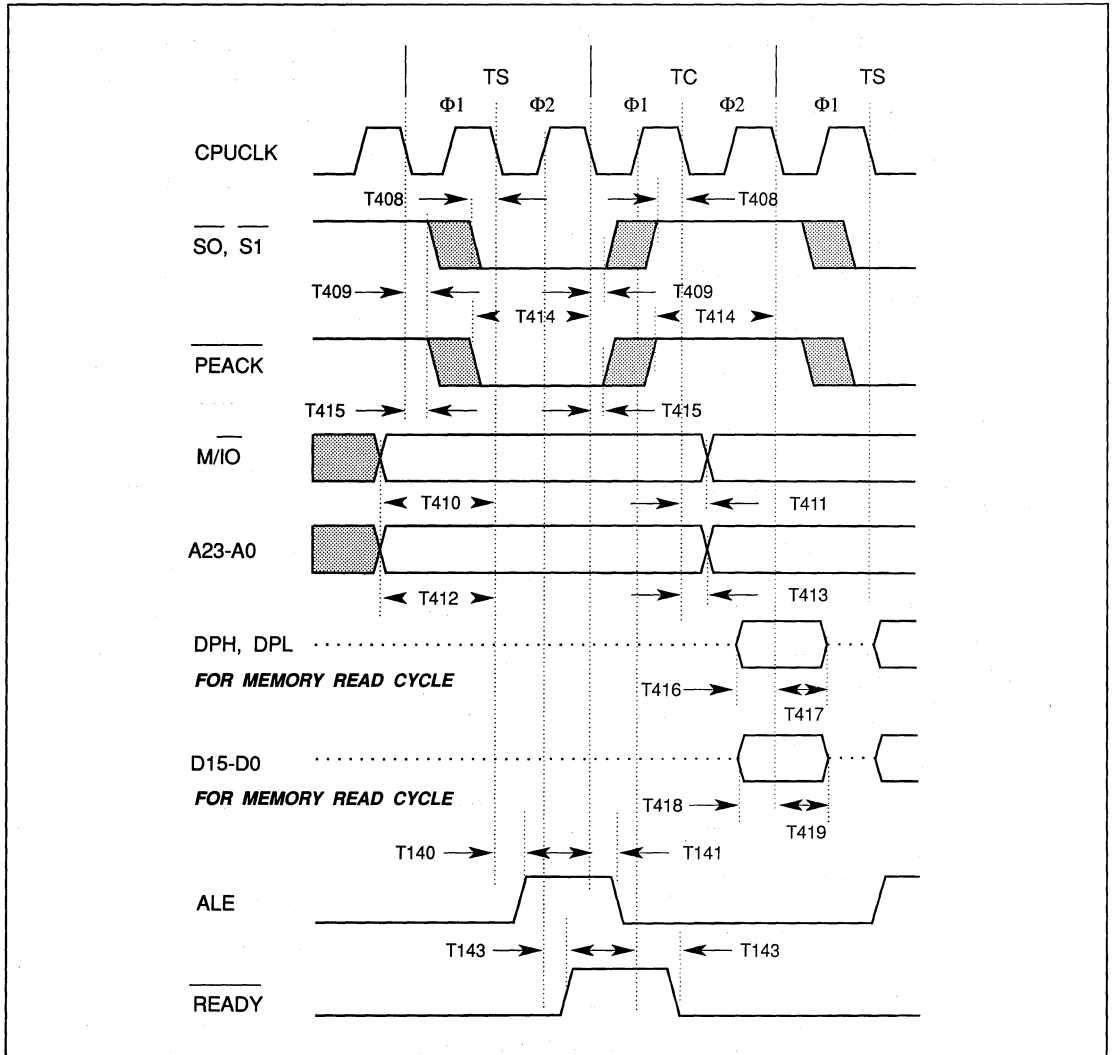 TS TC TS
Φ1 Φ2 Φ1 Φ2 Φ1
CPUCLK
T408 T408
SO, S1
T409 T409
T414 T414
PEACK
T415 T415
M/IO
T410 T411
A23-A0
T412 T413
DPH, DPL
FOR MEMORY READ CYCLE
T416
T417
D15-D0
FOR MEMORY READ CYCLE
T418
T419
T140 T141
ALE
T143 T143
READY